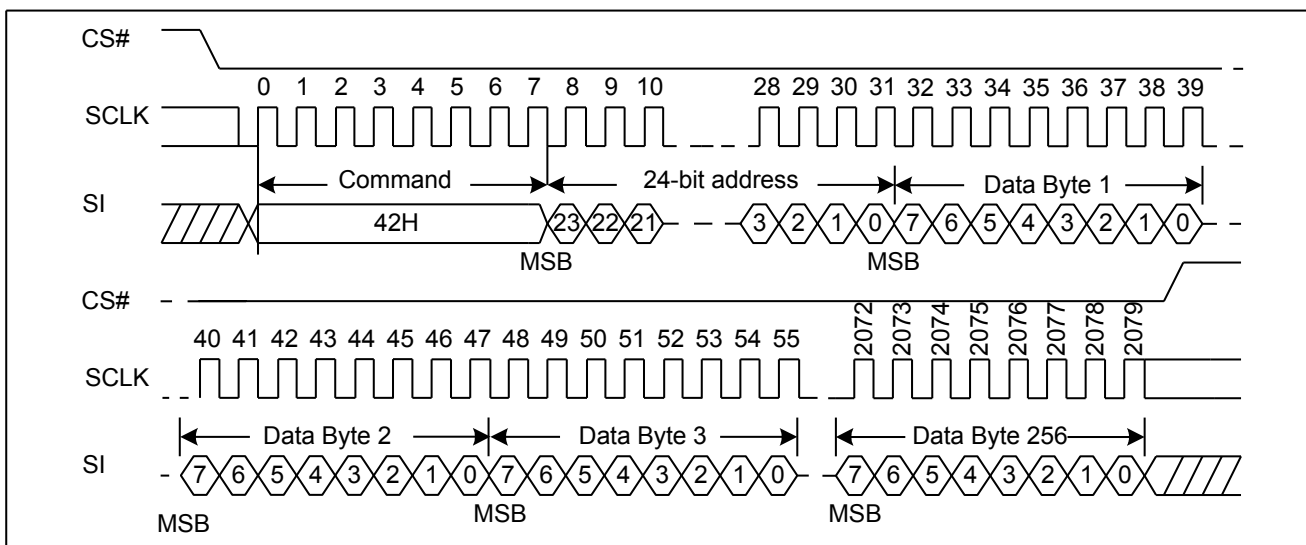 CS#
0 1 2 3 4 5 6 7 8 9 10 28 29 30 31 32 33 34 35 36 37 38 39
SCLK
Command 24-bit address Data Byte 1
SI
42H 23 22 21 3 2 1 0 7 6 5 4 3 2 1 0
MSB MSB
CS#
40 41 42 43 44 45 46 47 48 49 50 51 52 53 54 55 2072 2073 2074 2075 2076 2077 2078 2079
SCLK
Data Byte 2 Data Byte 3 Data Byte 256
SI 7 6 5 4 3 2 1 0 7 6 5 4 3 2 1 0 7 6 5 4 3 2 1 0
MSB MSB MSB